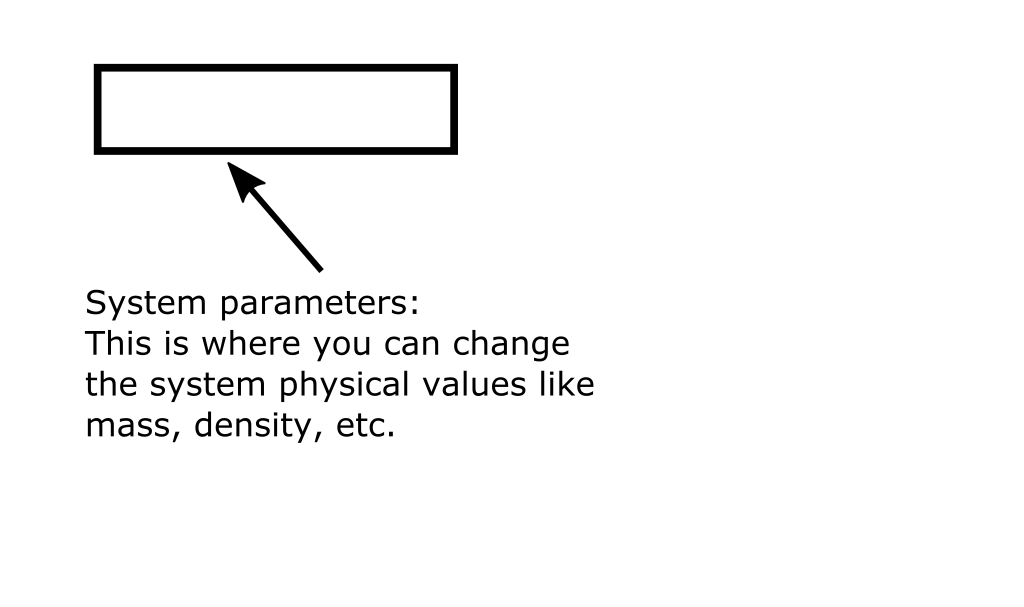 System parameters:
This is where you can change
the system physical values like
mass, density, etc.